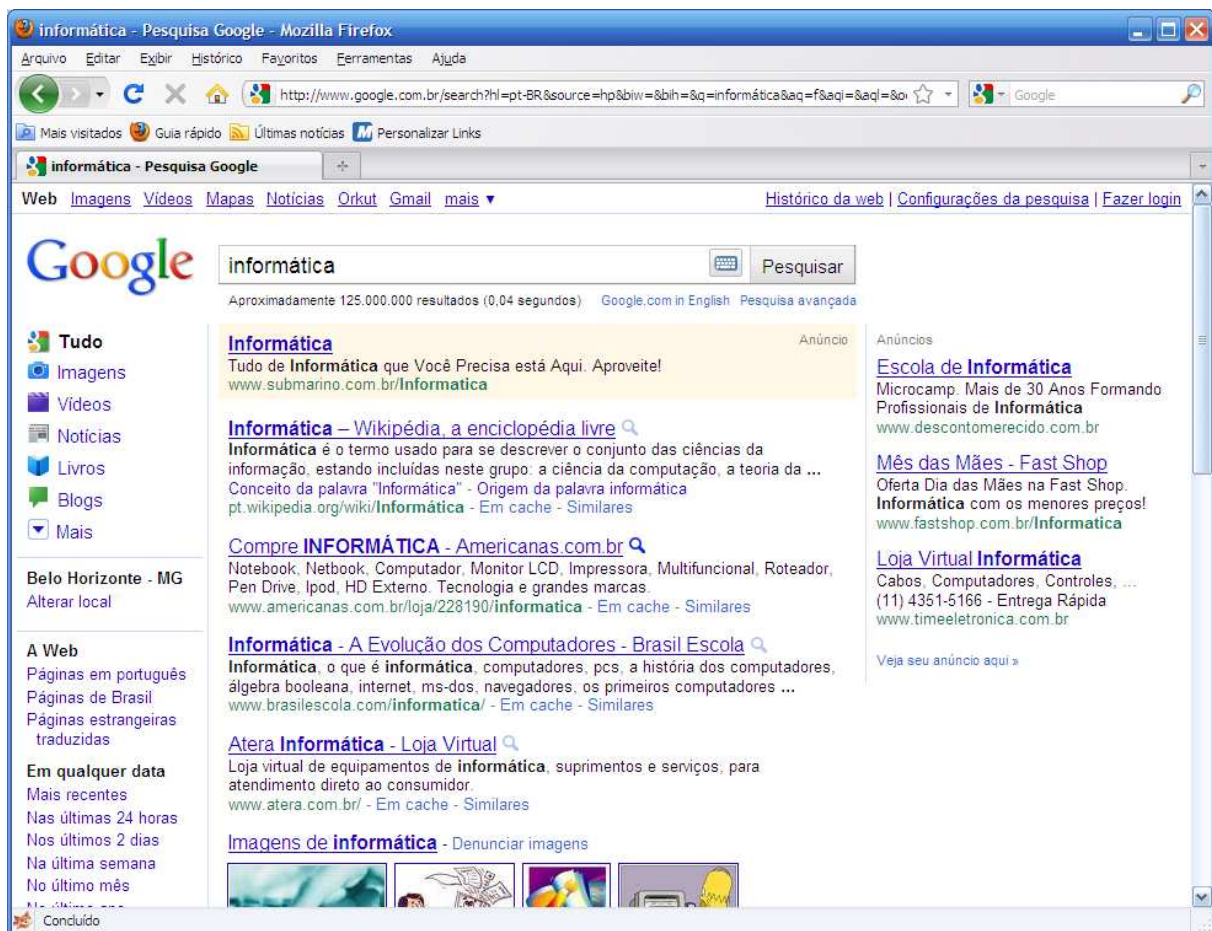 informática - Pesquisa Google - Mozilla Firefox
Arquivo Editar Exibir Histórico Favoritos Ferramentas Ajuda
http://www.google.com.br/search?hl=pt-BR&source=hp&biw=&bih=&q=informática&aq=f&aqi=&aql=&o Google
Mais visitados Guia rápido Últimas notícias Personalizar Links
informática - Pesquisa Google
Web Imagens Vídeos Mapas Notícias Orkut Gmail mais ▼ Histórico da web | Configurações da pesquisa | Fazer login
Google
informática Pesquisar
Aproximadamente 125.000.000 resultados (0,04 segundos) Google.com in English Pesquisa avançada
Tudo
Imagens
Vídeos
Notícias
Livros
Blogs
Mais
Belo Horizonte - MG
Alterar local
A Web
Páginas em português
Páginas de Brasil
Páginas estrangeiras
traduzidas
Em qualquer data
Mais recentes
Nas últimas 24 horas
Nos últimos 2 dias
Na última semana
No último mês
Informática Anúncio
Tudo de Informática que Você Precisa está Aqui. Aproveite!
www.submarino.com.br/Informatica
Informática – Wikipédia, a enciclopédia livre
Informática é o termo usado para se descrever o conjunto das ciências da
informação, estando incluídas neste grupo: a ciência da computação, a teoria da ...
Conceito da palavra "Informática" - Origem da palavra informática
pt.wikipedia.org/wiki/Informática - Em cache - Similares
Compre INFORMÁTICA - Americanas.com.br
Notebook, Netbook, Computador, Monitor LCD, Impressora, Multifuncional, Roteador,
Pen Drive, Ipod, HD Externo. Tecnologia e grandes marcas.
www.americanas.com.br/loja/228190/informatica - Em cache - Similares
Informática - A Evolução dos Computadores - Brasil Escola
Informática, o que é informática, computadores, pcs, a história dos computadores,
álgebra booleana, internet, ms-dos, navegadores, os primeiros computadores ...
www.brasilescola.com/informatica/ - Em cache - Similares
Atera Informática - Loja Virtual
Loja virtual de equipamentos de informática, suprimentos e serviços, para
atendimento direto ao consumidor.
www.atera.com.br/ - Em cache - Similares
Imagens de informática - Denunciar imagens
Anúncios
Escola de Informática
Microcamp. Mais de 30 Anos Formando
Profissionais de Informática
www.descontomerecido.com.br
Mês das Mães - Fast Shop
Oferta Dia das Mães na Fast Shop.
Informática com os menores preços!
www.fastshop.com.br/Informatica
Loja Virtual Informática
Cabos, Computadores, Controles, ...
(11) 4351-5166 - Entrega Rápida
www.timeeletronica.com.br
Veja seu anúncio aqui »
Concluído